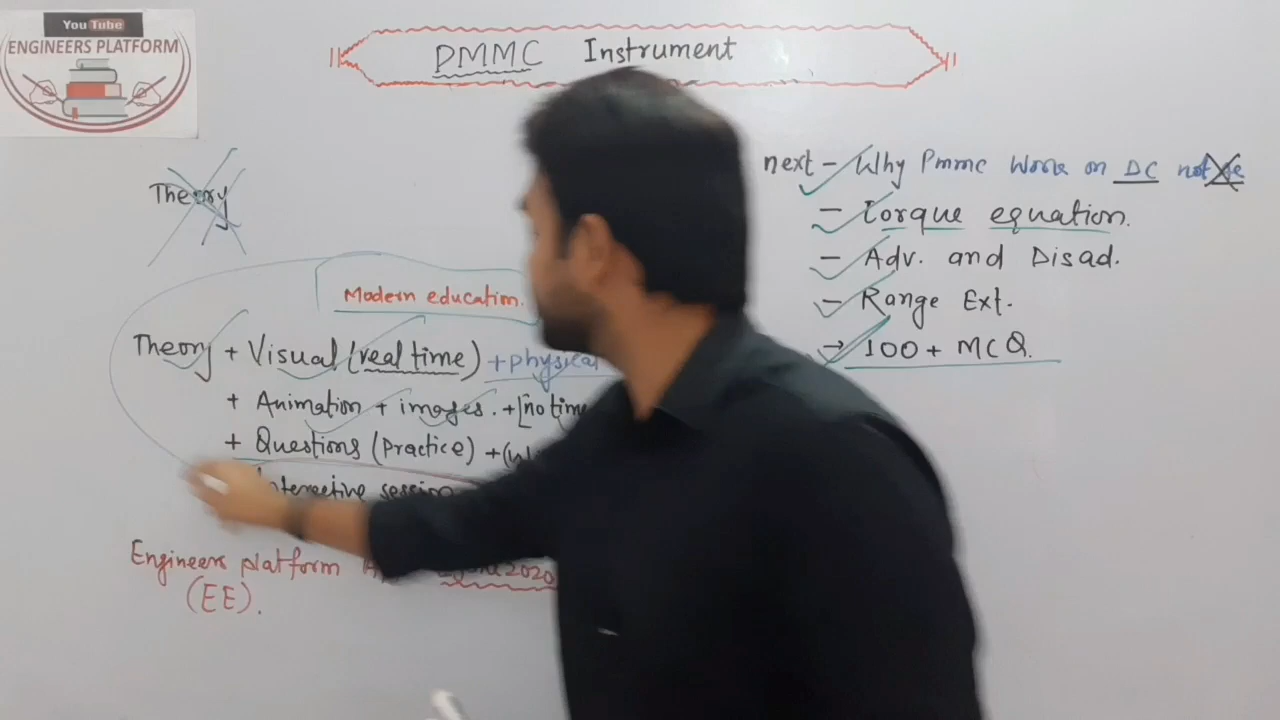 You Tube
ENGINEERS PLATFORM
PMMC Instrument
Theory
next - Why Pmmc Work on DC not
- Torque equation.
- Adv. and Disad.
- Range Ext.
→ 100 + MCQ.
Modern education.
Theory + Visual (real time) + physical
+ Animation + images. + [no time
+ Questions (Practice) + (
Interective session
Engineers platform 2020
(EE).